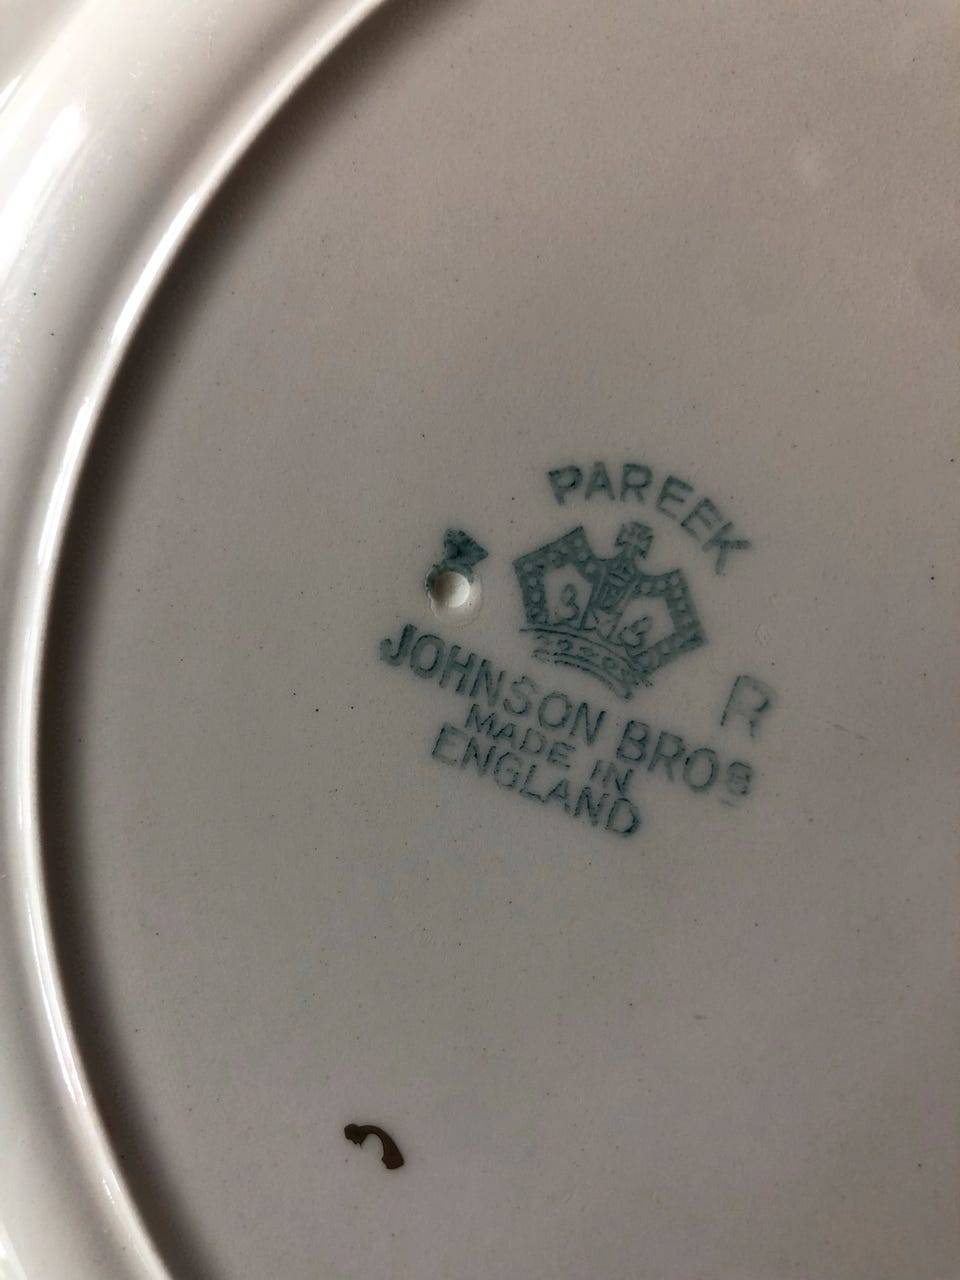 PAREEK
R
JOHNSON BROS
MADE IN
ENGLAND